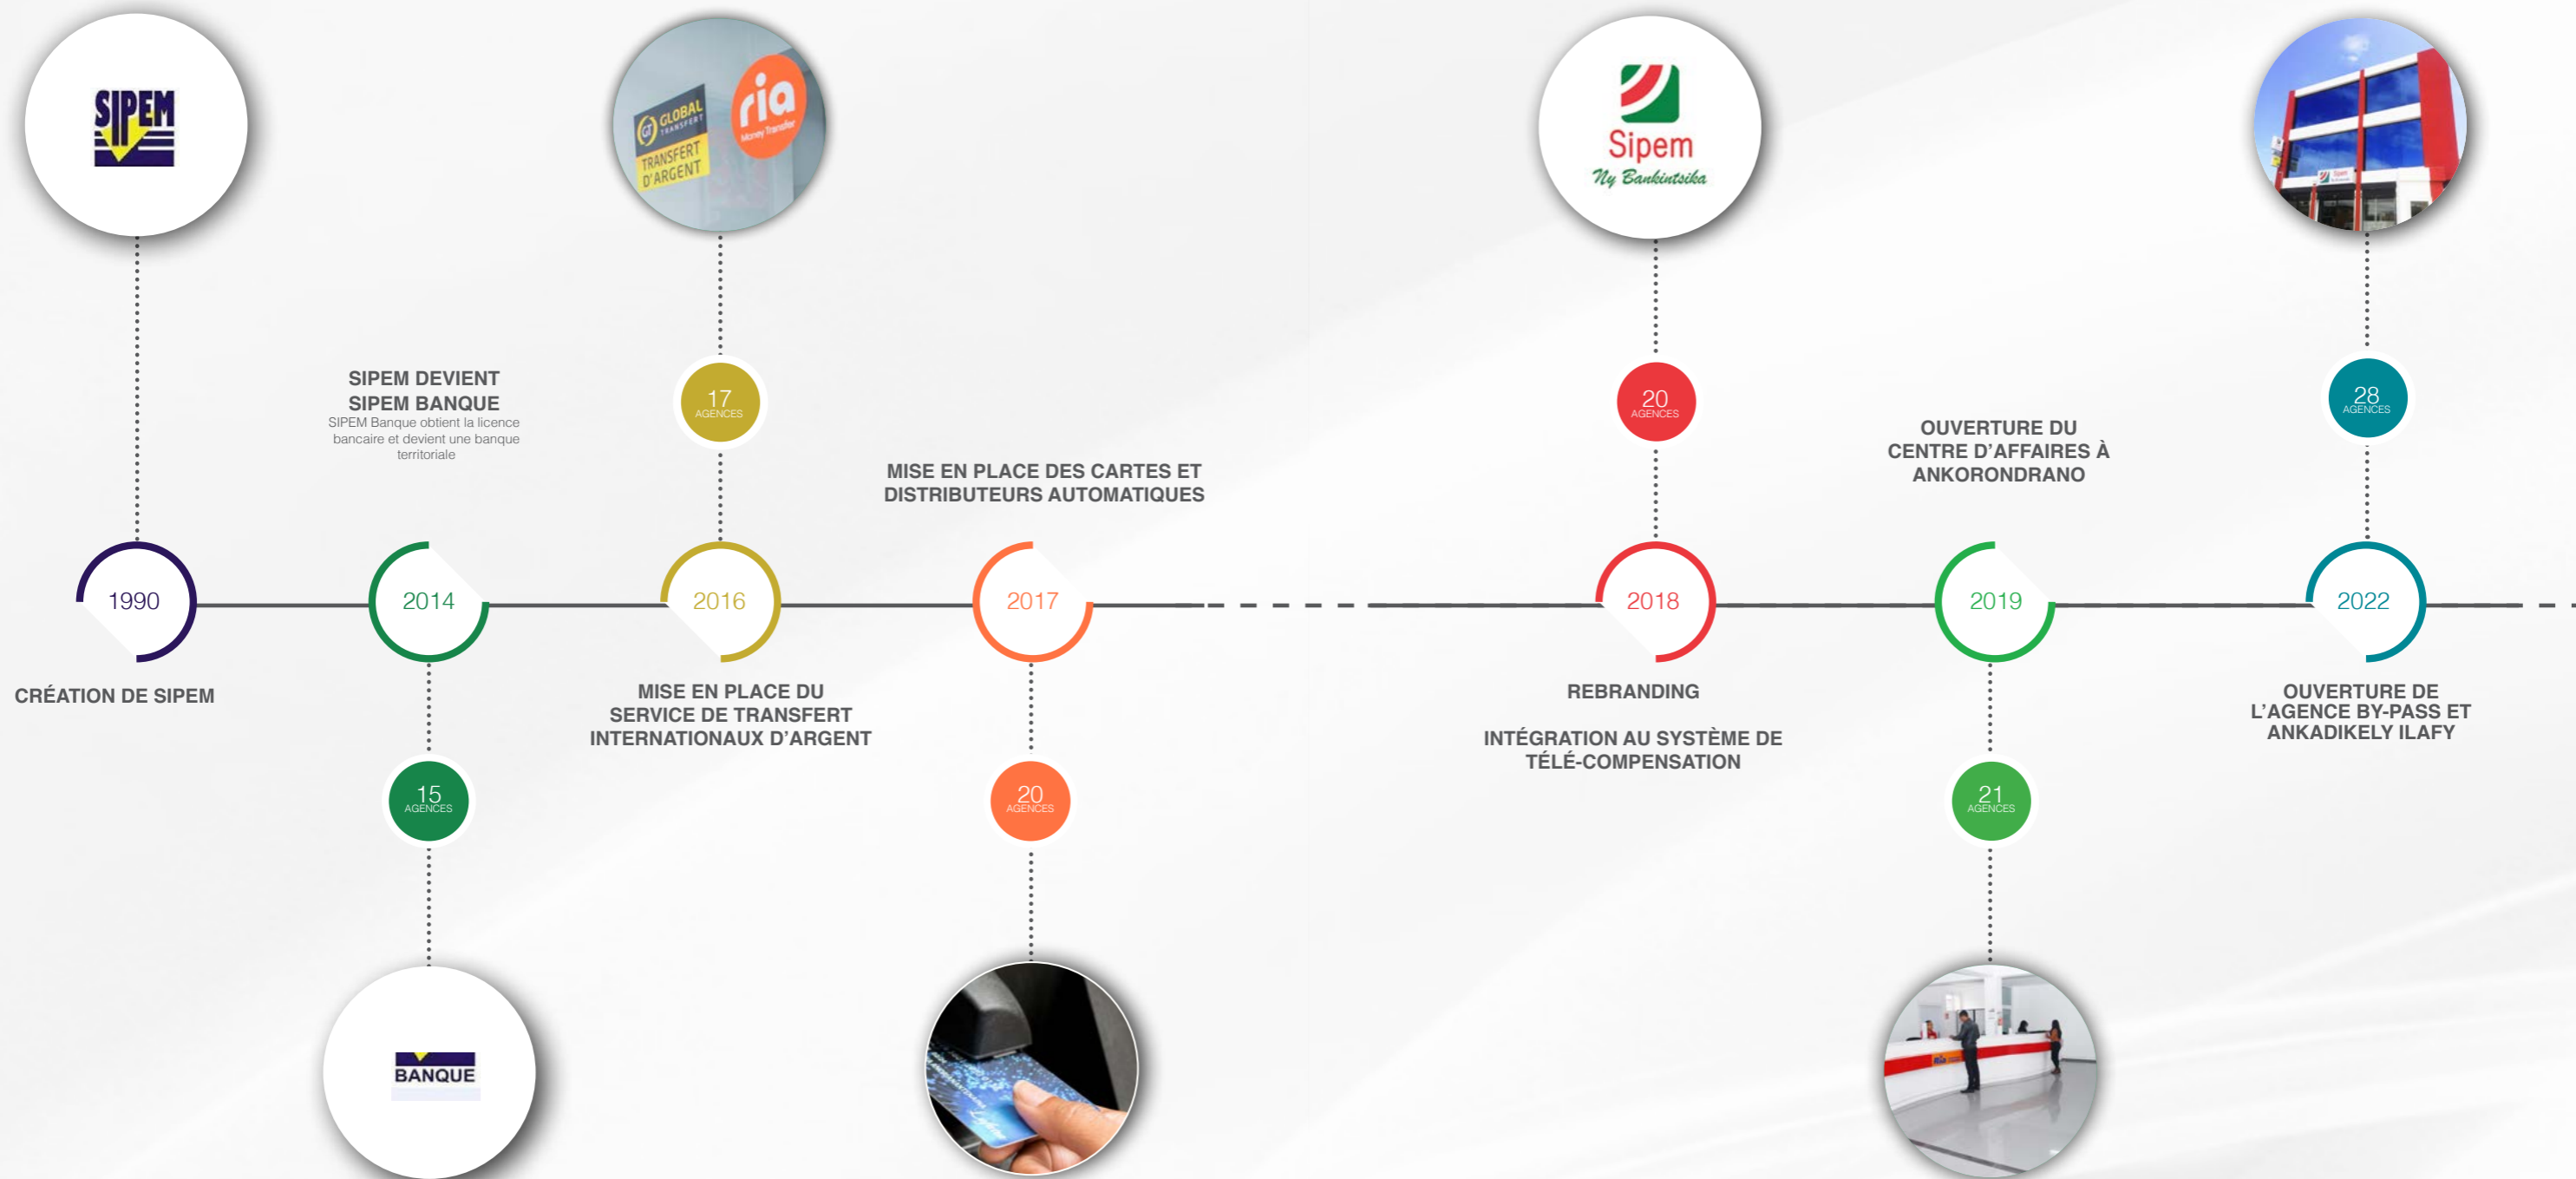 SIPEM
GT GLOBAL
TRANSFERT
TRANSFERT
D'ARGENT
ria
Money Transfer
Sipem
Ny Bankintsika
Sipem
SIPEM DEVIENT
SIPEM BANQUE
SIPEM Banque obtient la licence
bancaire et devient une banque
territoriale
17
AGENCES
MISE EN PLACE DES CARTES ET
DISTRIBUTEURS AUTOMATIQUES
20
AGENCES
OUVERTURE DU
CENTRE D'AFFAIRES À
ANKORONDRANO
28
AGENCES
1990
2014
2016
2017
2018
2019
2022
CRÉATION DE SIPEM
15
AGENCES
MISE EN PLACE DU
SERVICE DE TRANSFERT
INTERNATIONAUX D'ARGENT
20
AGENCES
REBRANDING
INTÉGRATION AU SYSTÈME DE
TÉLÉ-COMPENSATION
21
AGENCES
OUVERTURE DE
L'AGENCE BY-PASS ET
ANKADIKELY ILAFY
BANQUE